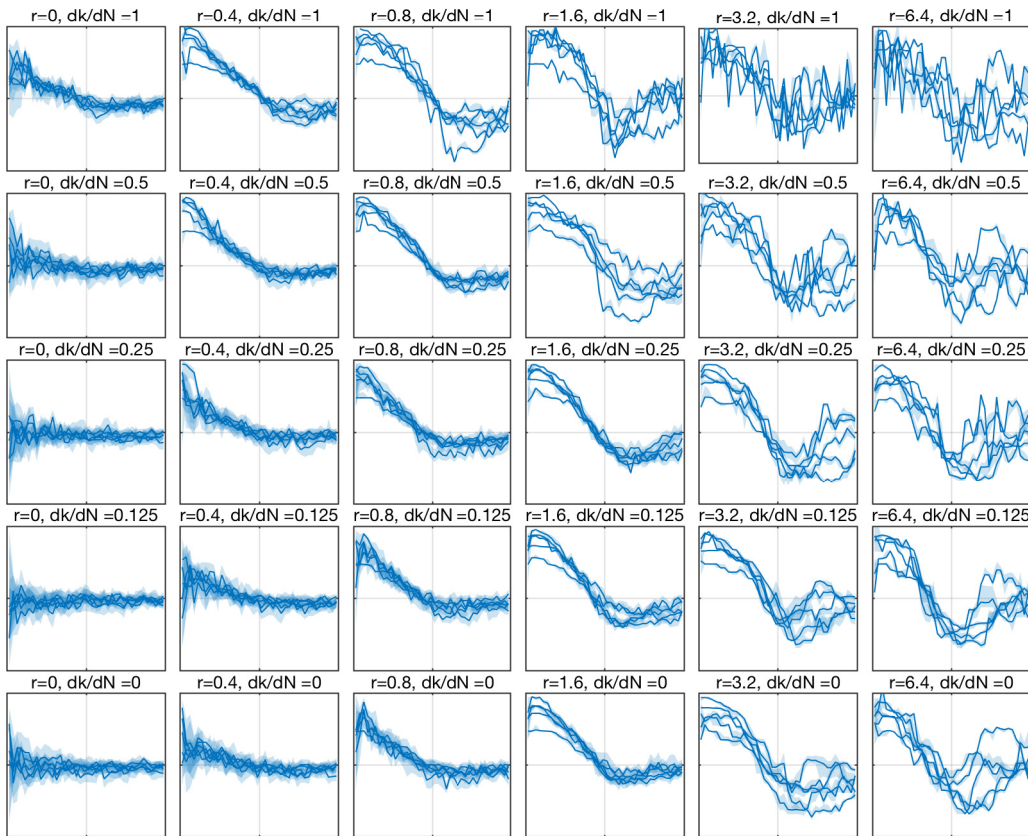 r=0, dk/dN =1 r=0.4, dk/dN =1 r=0.8, dk/dN =1 r=1.6, dk/dN =1 r=3.2, dk/dN =1 r=6.4, dk/dN =1
r=0, dk/dN =0.5 r=0.4, dk/dN =0.5 r=0.8, dk/dN =0.5 r=1.6, dk/dN =0.5 r=3.2, dk/dN =0.5 r=6.4, dk/dN =0.5
r=0, dk/dN =0.25 r=0.4, dk/dN =0.25 r=0.8, dk/dN =0.25 r=1.6, dk/dN =0.25 r=3.2, dk/dN =0.25 r=6.4, dk/dN =0.25
r=0, dk/dN =0.125 r=0.4, dk/dN =0.125 r=0.8, dk/dN =0.125 r=1.6, dk/dN =0.125 r=3.2, dk/dN =0.125 r=6.4, dk/dN =0.125
r=0, dk/dN =0 r=0.4, dk/dN =0 r=0.8, dk/dN =0 r=1.6, dk/dN =0 r=3.2, dk/dN =0 r=6.4, dk/dN =0